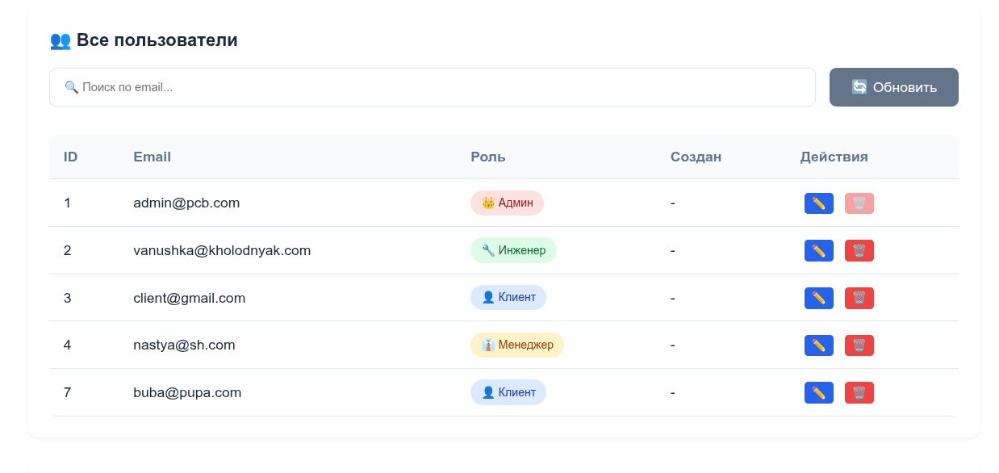 👥 Все пользователи
🔍 Поиск по email...
🔄 Обновить
ID Email Роль Создан Действия
1 admin@pcb.com 👑 Админ - ✏️ 🗑️
2 vanushka@kholodnyak.com 🔧 Инженер - ✏️ 🗑️
3 client@gmail.com 👤 Клиент - ✏️ 🗑️
4 nastya@sh.com 👔 Менеджер - ✏️ 🗑️
7 buba@pupa.com 👤 Клиент - ✏️ 🗑️